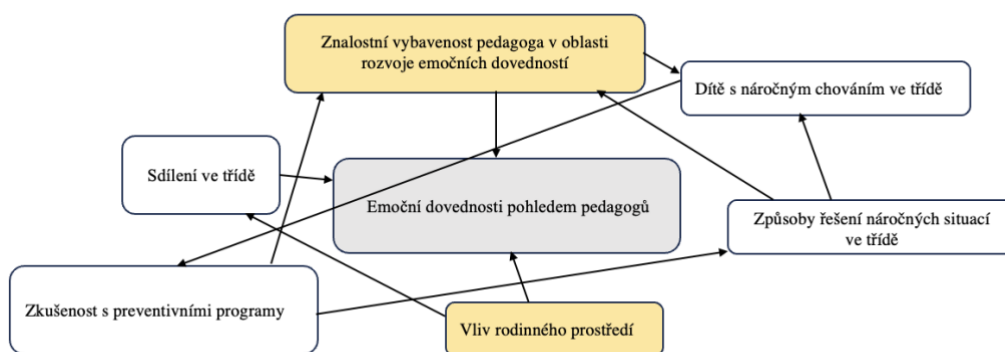 Znalostní vybavenost pedagoga v oblasti
rozvoje emočních dovedností
Dítě s náročným chováním ve třídě
Sdílení ve třídě
Emoční dovednosti pohledem pedagogů
Způsoby řešení náročných situací
ve třídě
Zkušenost s preventivními programy
Vliv rodinného prostředí